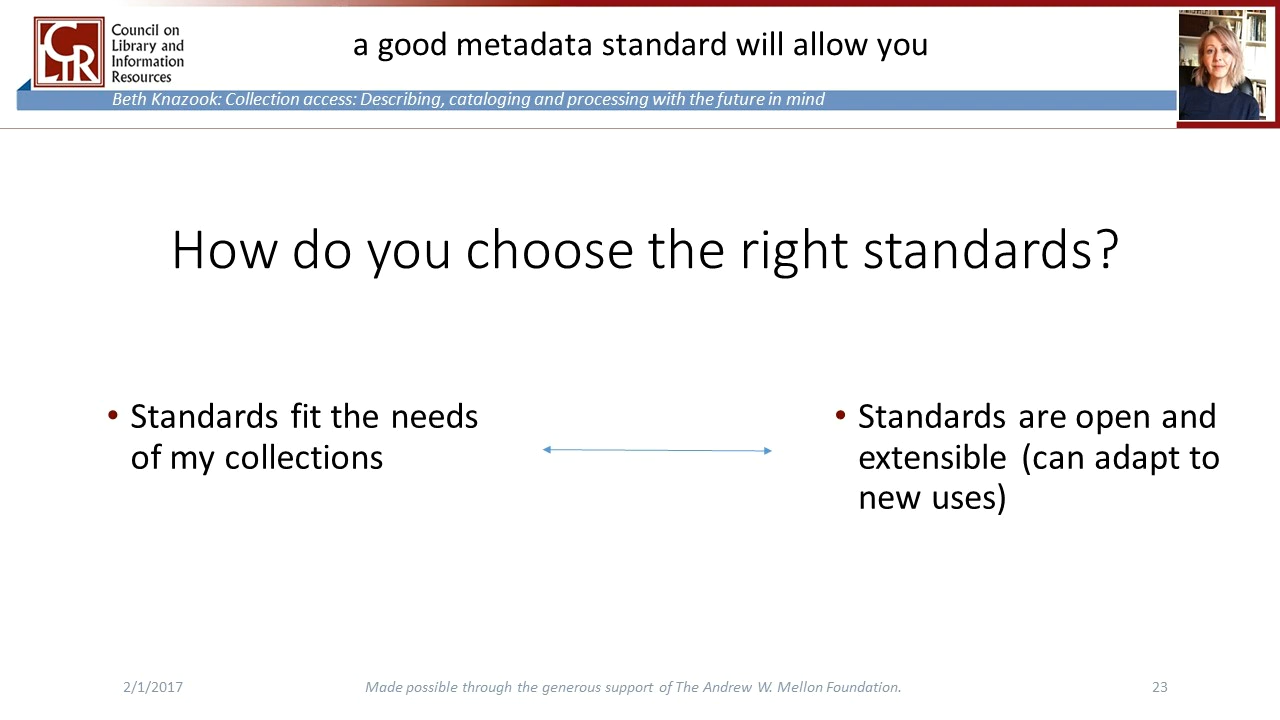 Council on
Library and
Information
Resources
CLIR
a good metadata standard will allow you
Beth Knazook: Collection access: Describing, cataloging and processing with the future in mind
How do you choose the right standards?
• Standards fit the needs
of my collections
• Standards are open and
extensible (can adapt to
new uses)
2/1/2017
Made possible through the generous support of The Andrew W. Mellon Foundation.
23